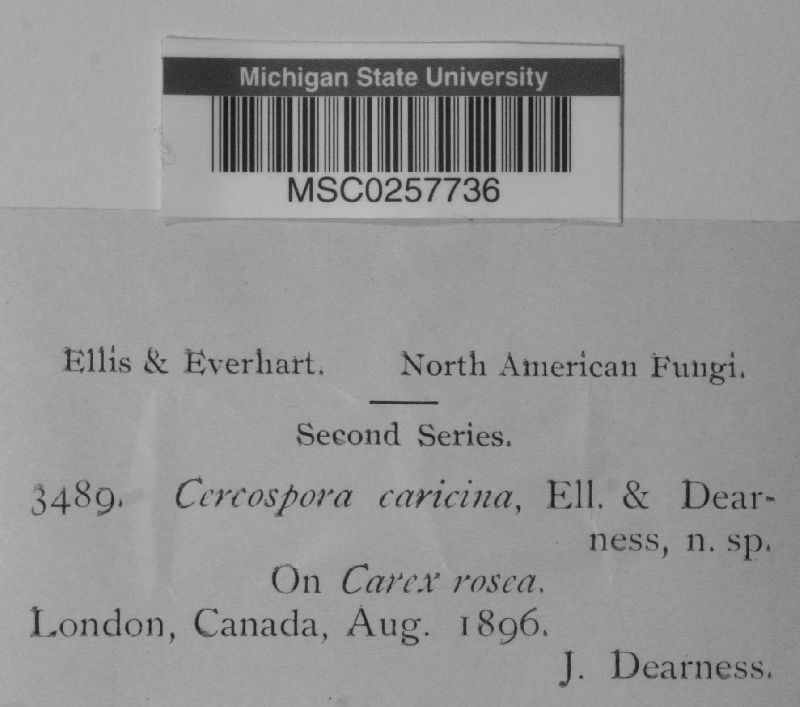 Michigan State University
MSC0257736
Ellis & Everhart. North American Fungi.
Second Series.
3489. Cercospora caricina, Ell. & Dear-
ness, n. sp.
On Carex rosea.
London, Canada, Aug. 1896.
J. Dearness.